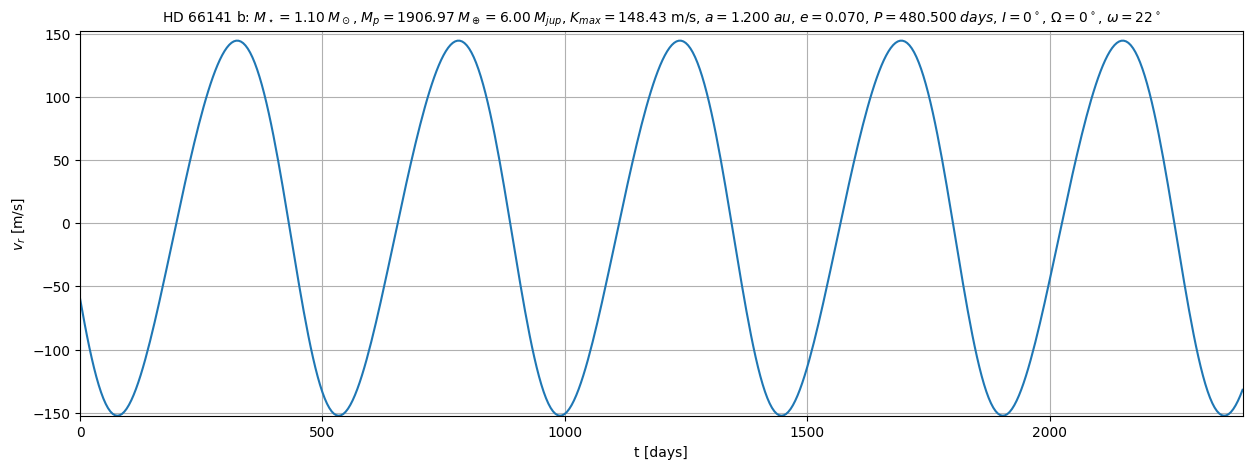 HD 66141 b: M⋆ = 1.10 M⊙, Mp = 1906.97 M⊕ = 6.00 Mjup, Kmax = 148.43 m/s, a = 1.200 au, e = 0.070, P = 480.500 days, I = 0°, Ω = 0°, ω = 22°
150
100
50
0
−50
−100
−150
vr [m/s]
0 500 1000 1500 2000
t [days]